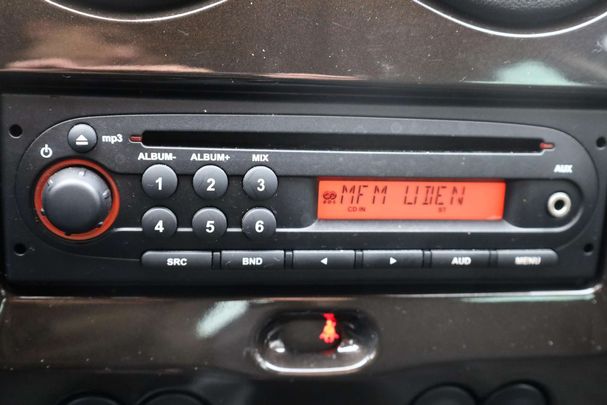 mp3
ALBUM- ALBUM+ MIX
1 2 3
MFM UDEN
CD IN ST
AUX
4 5 6
SRC BND AUD MENU